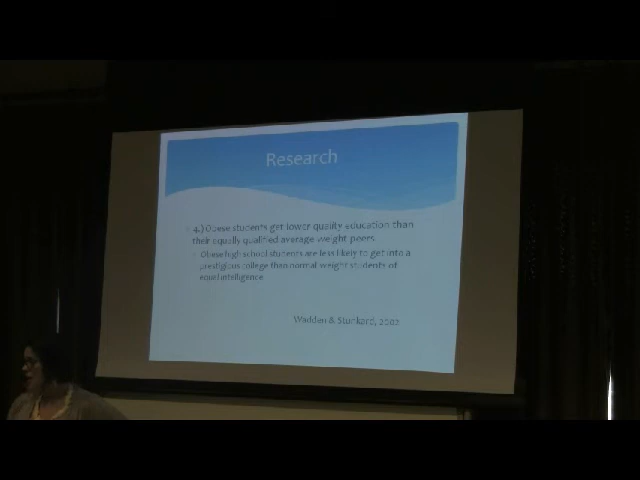 Research
4.) Obese students get lower quality education than
their equally qualified average weight peers
Obese high school students are less likely to get into a
prestigious college than normal weight students of
equal intelligence
Wadden & Stunkard, 2002